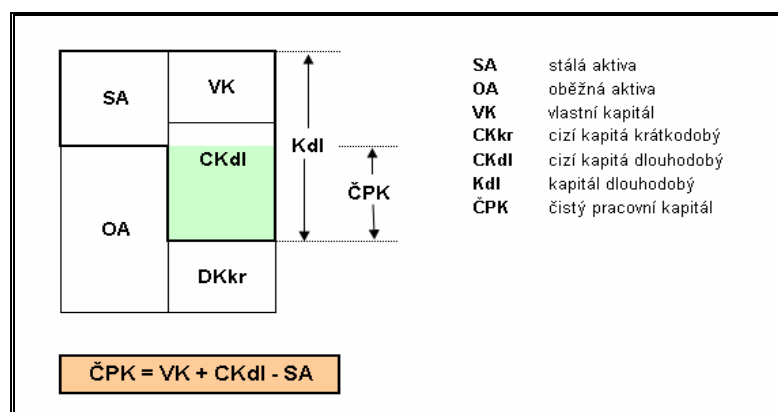 SA
VK
CKdl
Kdl
ČPK
OA
DKkr
ČPK = VK + CKdl - SA
SA stálá aktiva
OA oběžná aktiva
VK vlastní kapitál
CKkr cizí kapitá krátkodobý
CKdl cizí kapitá dlouhodobý
Kdl kapitál dlouhodobý
ČPK čistý pracovní kapitál